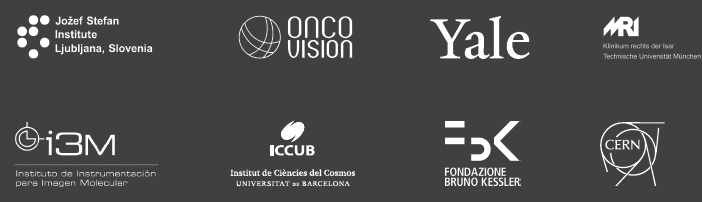 Jožef Stefan
Institute
Ljubljana, Slovenia
ONCO
VISION
Yale
MRI
Klinikum rechts der Isar
Technische Universität München
i3M
Instituto de Instrumentación
para Imagen Molecular
ICCUB
Institut de Ciències del Cosmos
UNIVERSITAT DE BARCELONA
FBK
FONDAZIONE
BRUNO KESSLER
CERN